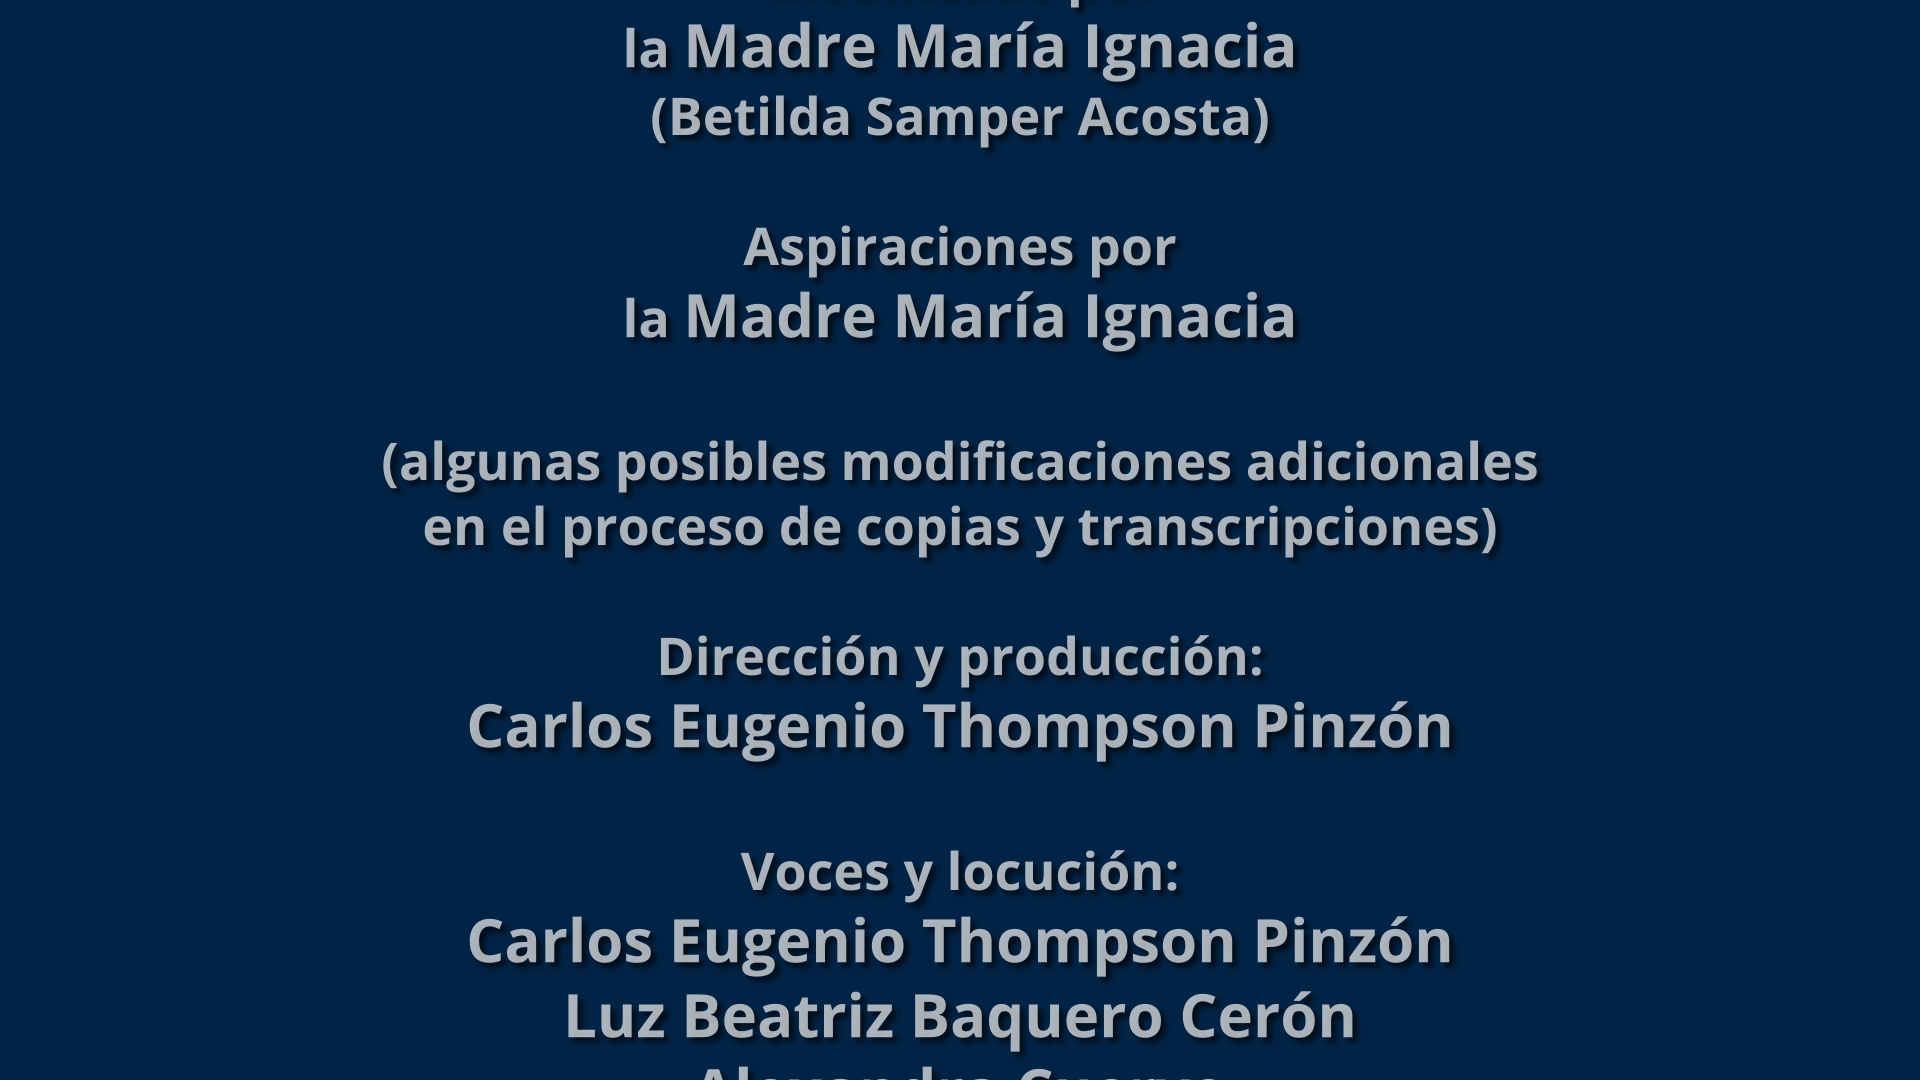 la Madre María Ignacia
(Betilda Samper Acosta)
Aspiraciones por
la Madre María Ignacia
(algunas posibles modificaciones adicionales
en el proceso de copias y transcripciones)
Dirección y producción:
Carlos Eugenio Thompson Pinzón
Voces y locución:
Carlos Eugenio Thompson Pinzón
Luz Beatriz Baquero Cerón